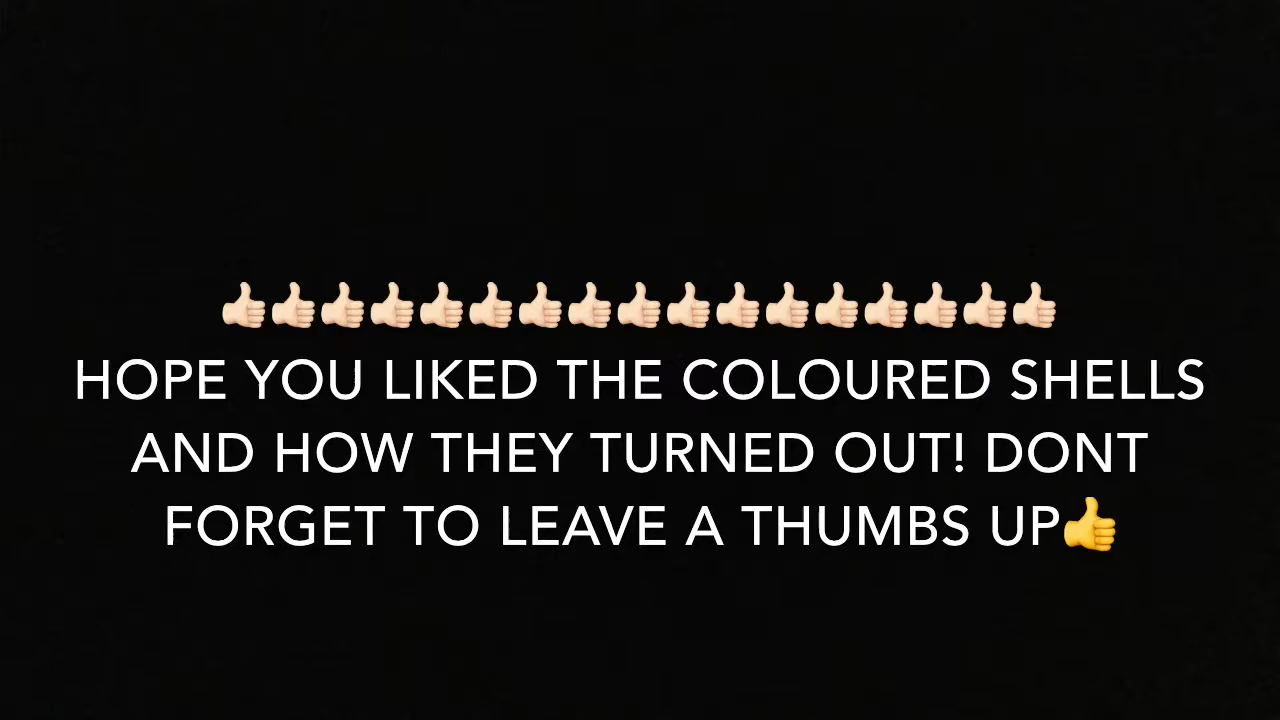 👍🏻👍🏻👍🏻👍🏻👍🏻👍🏻👍🏻👍🏻👍🏻👍🏻👍🏻👍🏻👍🏻👍🏻👍🏻👍🏻👍🏻
HOPE YOU LIKED THE COLOURED SHELLS
AND HOW THEY TURNED OUT! DONT
FORGET TO LEAVE A THUMBS UP👍